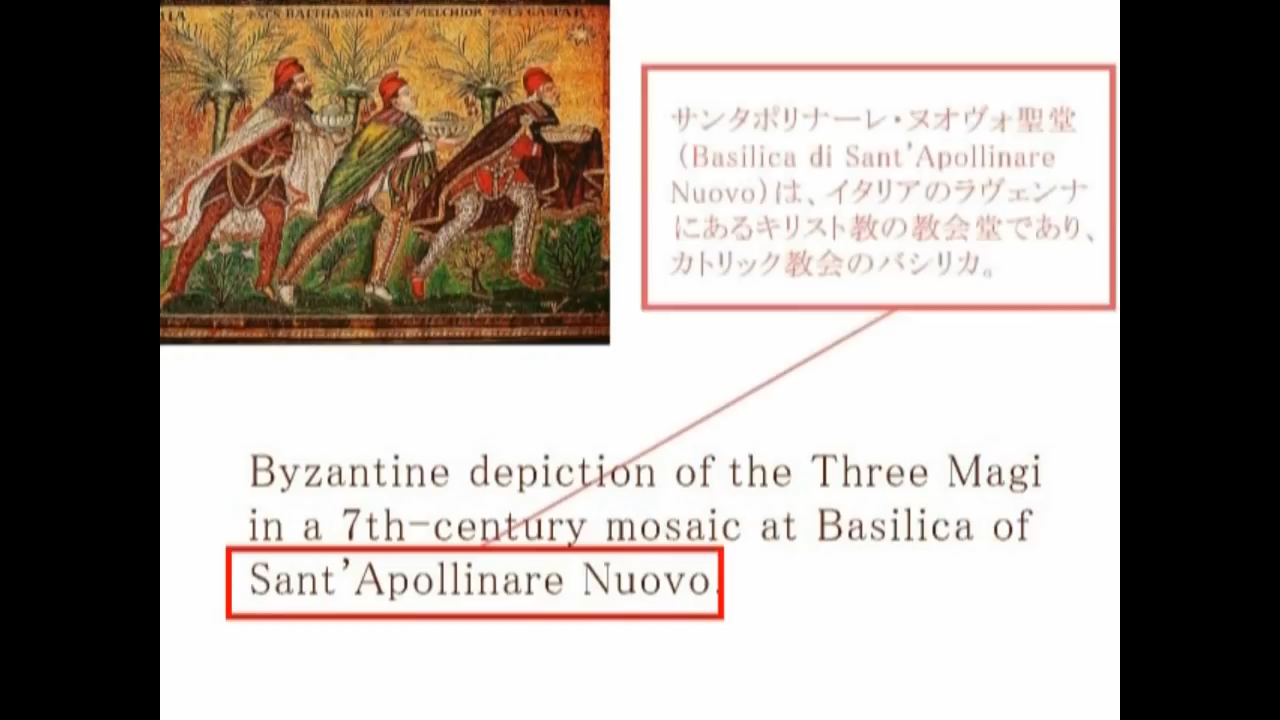 +SCS BALTHASSAR +SCS MELCHIOR +SCS GASPAR
サンタポリナーレ・ヌオヴォ聖堂
（Basilica di Sant’Apollinare
Nuovo）は、イタリアのラヴェンナ
にあるキリスト教の教会堂であり、
カトリック教会のバシリカ。
Byzantine depiction of the Three Magi
in a 7th-century mosaic at Basilica of
Sant’Apollinare Nuovo.